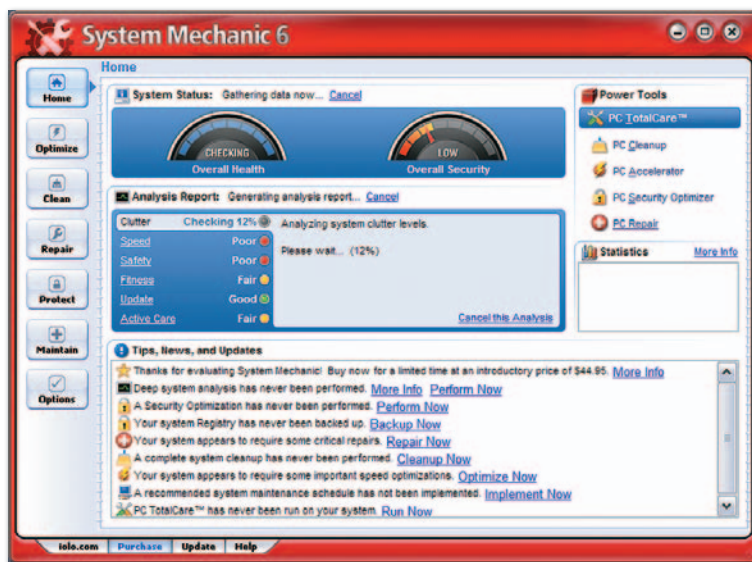 System Mechanic 6
Home
Home
Optimize
Clean
Repair
Protect
Maintain
Options
System Status: Gathering data now... Cancel
CHECKING
Overall Health
LOW
Overall Security
Analysis Report: Generating analysis report... Cancel
Clutter Checking 12%
Speed Poor
Safety Poor
Fitness Fair
Update Good
Active Care Fair
Analyzing system clutter levels.
Please wait... (12%)
Cancel this Analysis
Power Tools
PC TotalCare™
PC Cleanup
PC Accelerator
PC Security Optimizer
PC Repair
Statistics More Info
Tips, News, and Updates
Thanks for evaluating System Mechanic! Buy now for a limited time at an introductory price of $44.95. More Info
Deep system analysis has never been performed. More Info Perform Now
A Security Optimization has never been performed. Perform Now
Your system Registry has never been backed up. Backup Now
Your system appears to require some critical repairs. Repair Now
A complete system cleanup has never been performed. Cleanup Now
Your system appears to require some important speed optimizations. Optimize Now
A recommended system maintenance schedule has not been implemented. Implement Now
PC TotalCare™ has never been run on your system. Run Now
iolo.com Purchase Update Help